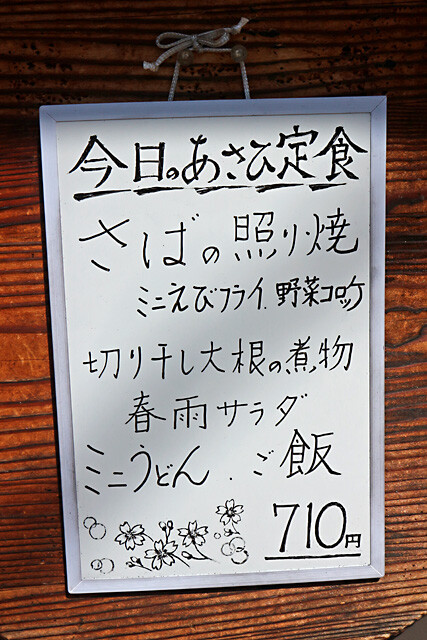 今日のあさひ定食
さばの照り焼
ミニえびフライ.野菜コロッケ
切り干し大根の煮物
春雨サラダ
ミニうどん.ご飯
710円